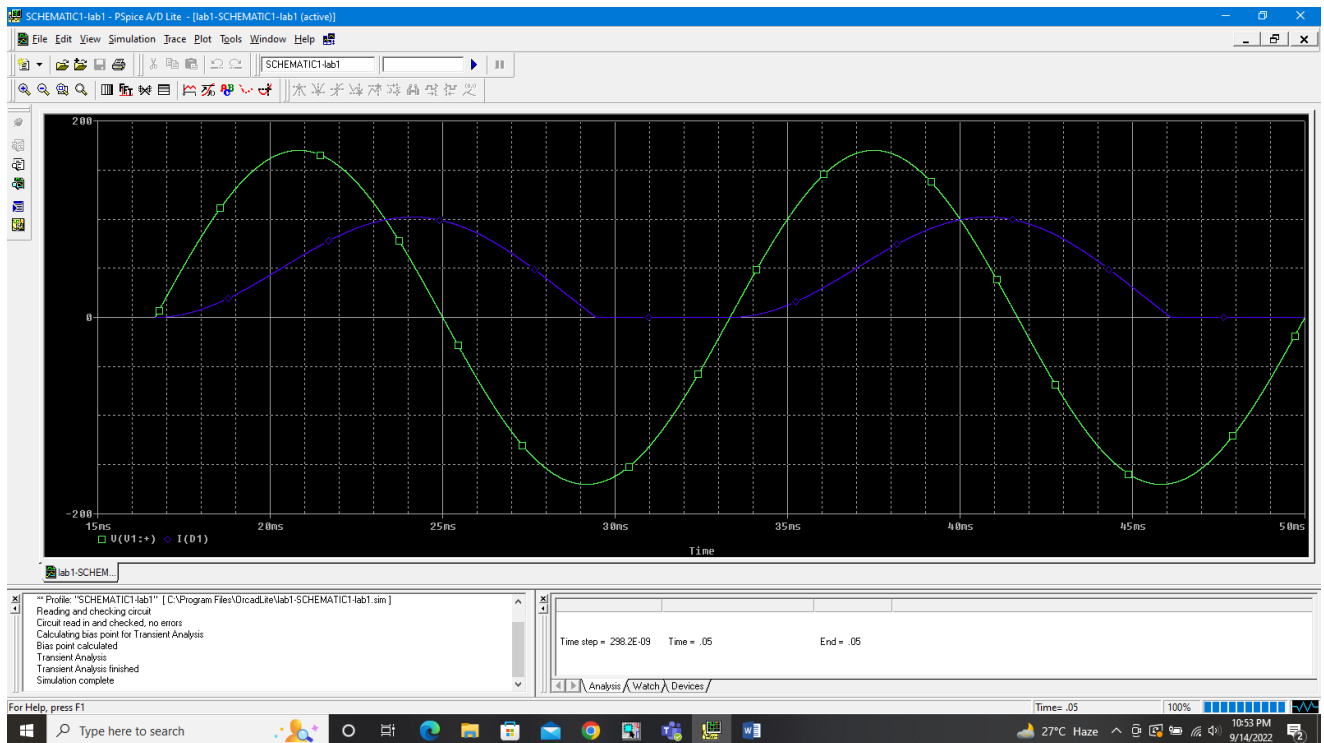 SCHEMATIC1-lab1 - PSpice A/D Lite - [lab1-SCHEMATIC1-lab1 (active)]
File Edit View Simulation Trace Plot Tools Window Help
SCHEMATIC1-lab1
200
0
-200
15ms 20ms 25ms 30ms 35ms 40ms 45ms 50ms
V(V1:+) I(D1)
Time
lab1-SCHEM...
** Profile: "SCHEMATIC1-lab1" [ C:\Program Files\OrcadLite\lab1-SCHEMATIC1-lab1.sim ]
Reading and checking circuit
Circuit read in and checked, no errors
Calculating bias point for Transient Analysis
Bias point calculated
Transient Analysis
Transient Analysis finished
Simulation complete
Time step = 298.2E-09 Time = .05 End = .05
Analysis Watch Devices
For Help, press F1
Time= .05 100%
Type here to search
27°C Haze
10:53 PM
9/14/2022
2